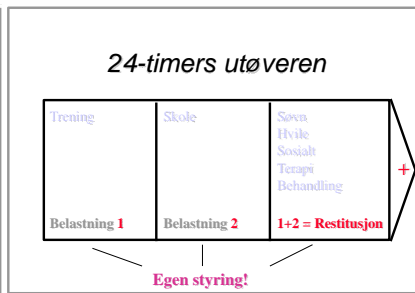 24-timers utøveren
Trening
Belastning 1
Skole
Belastning 2
Søvn
Hvile
Sosialt
Terapi
Behandling
1+2 = Restitusjon
+
Egen styring!